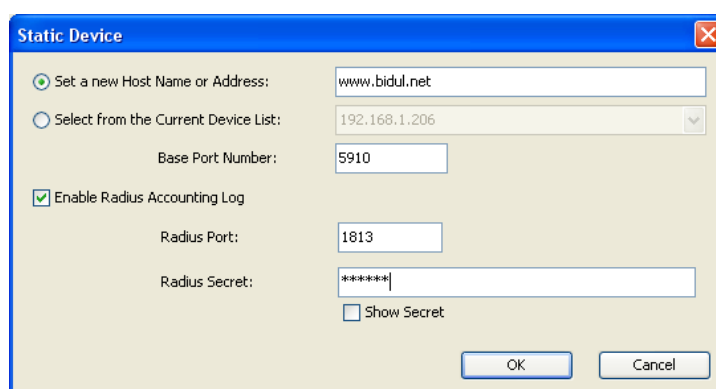 Static Device
Set a new Host Name or Address: www.bidul.net
Select from the Current Device List: 192.168.1.206
Base Port Number: 5910
Enable Radius Accounting Log
Radius Port: 1813
Radius Secret: ******
Show Secret
OK Cancel